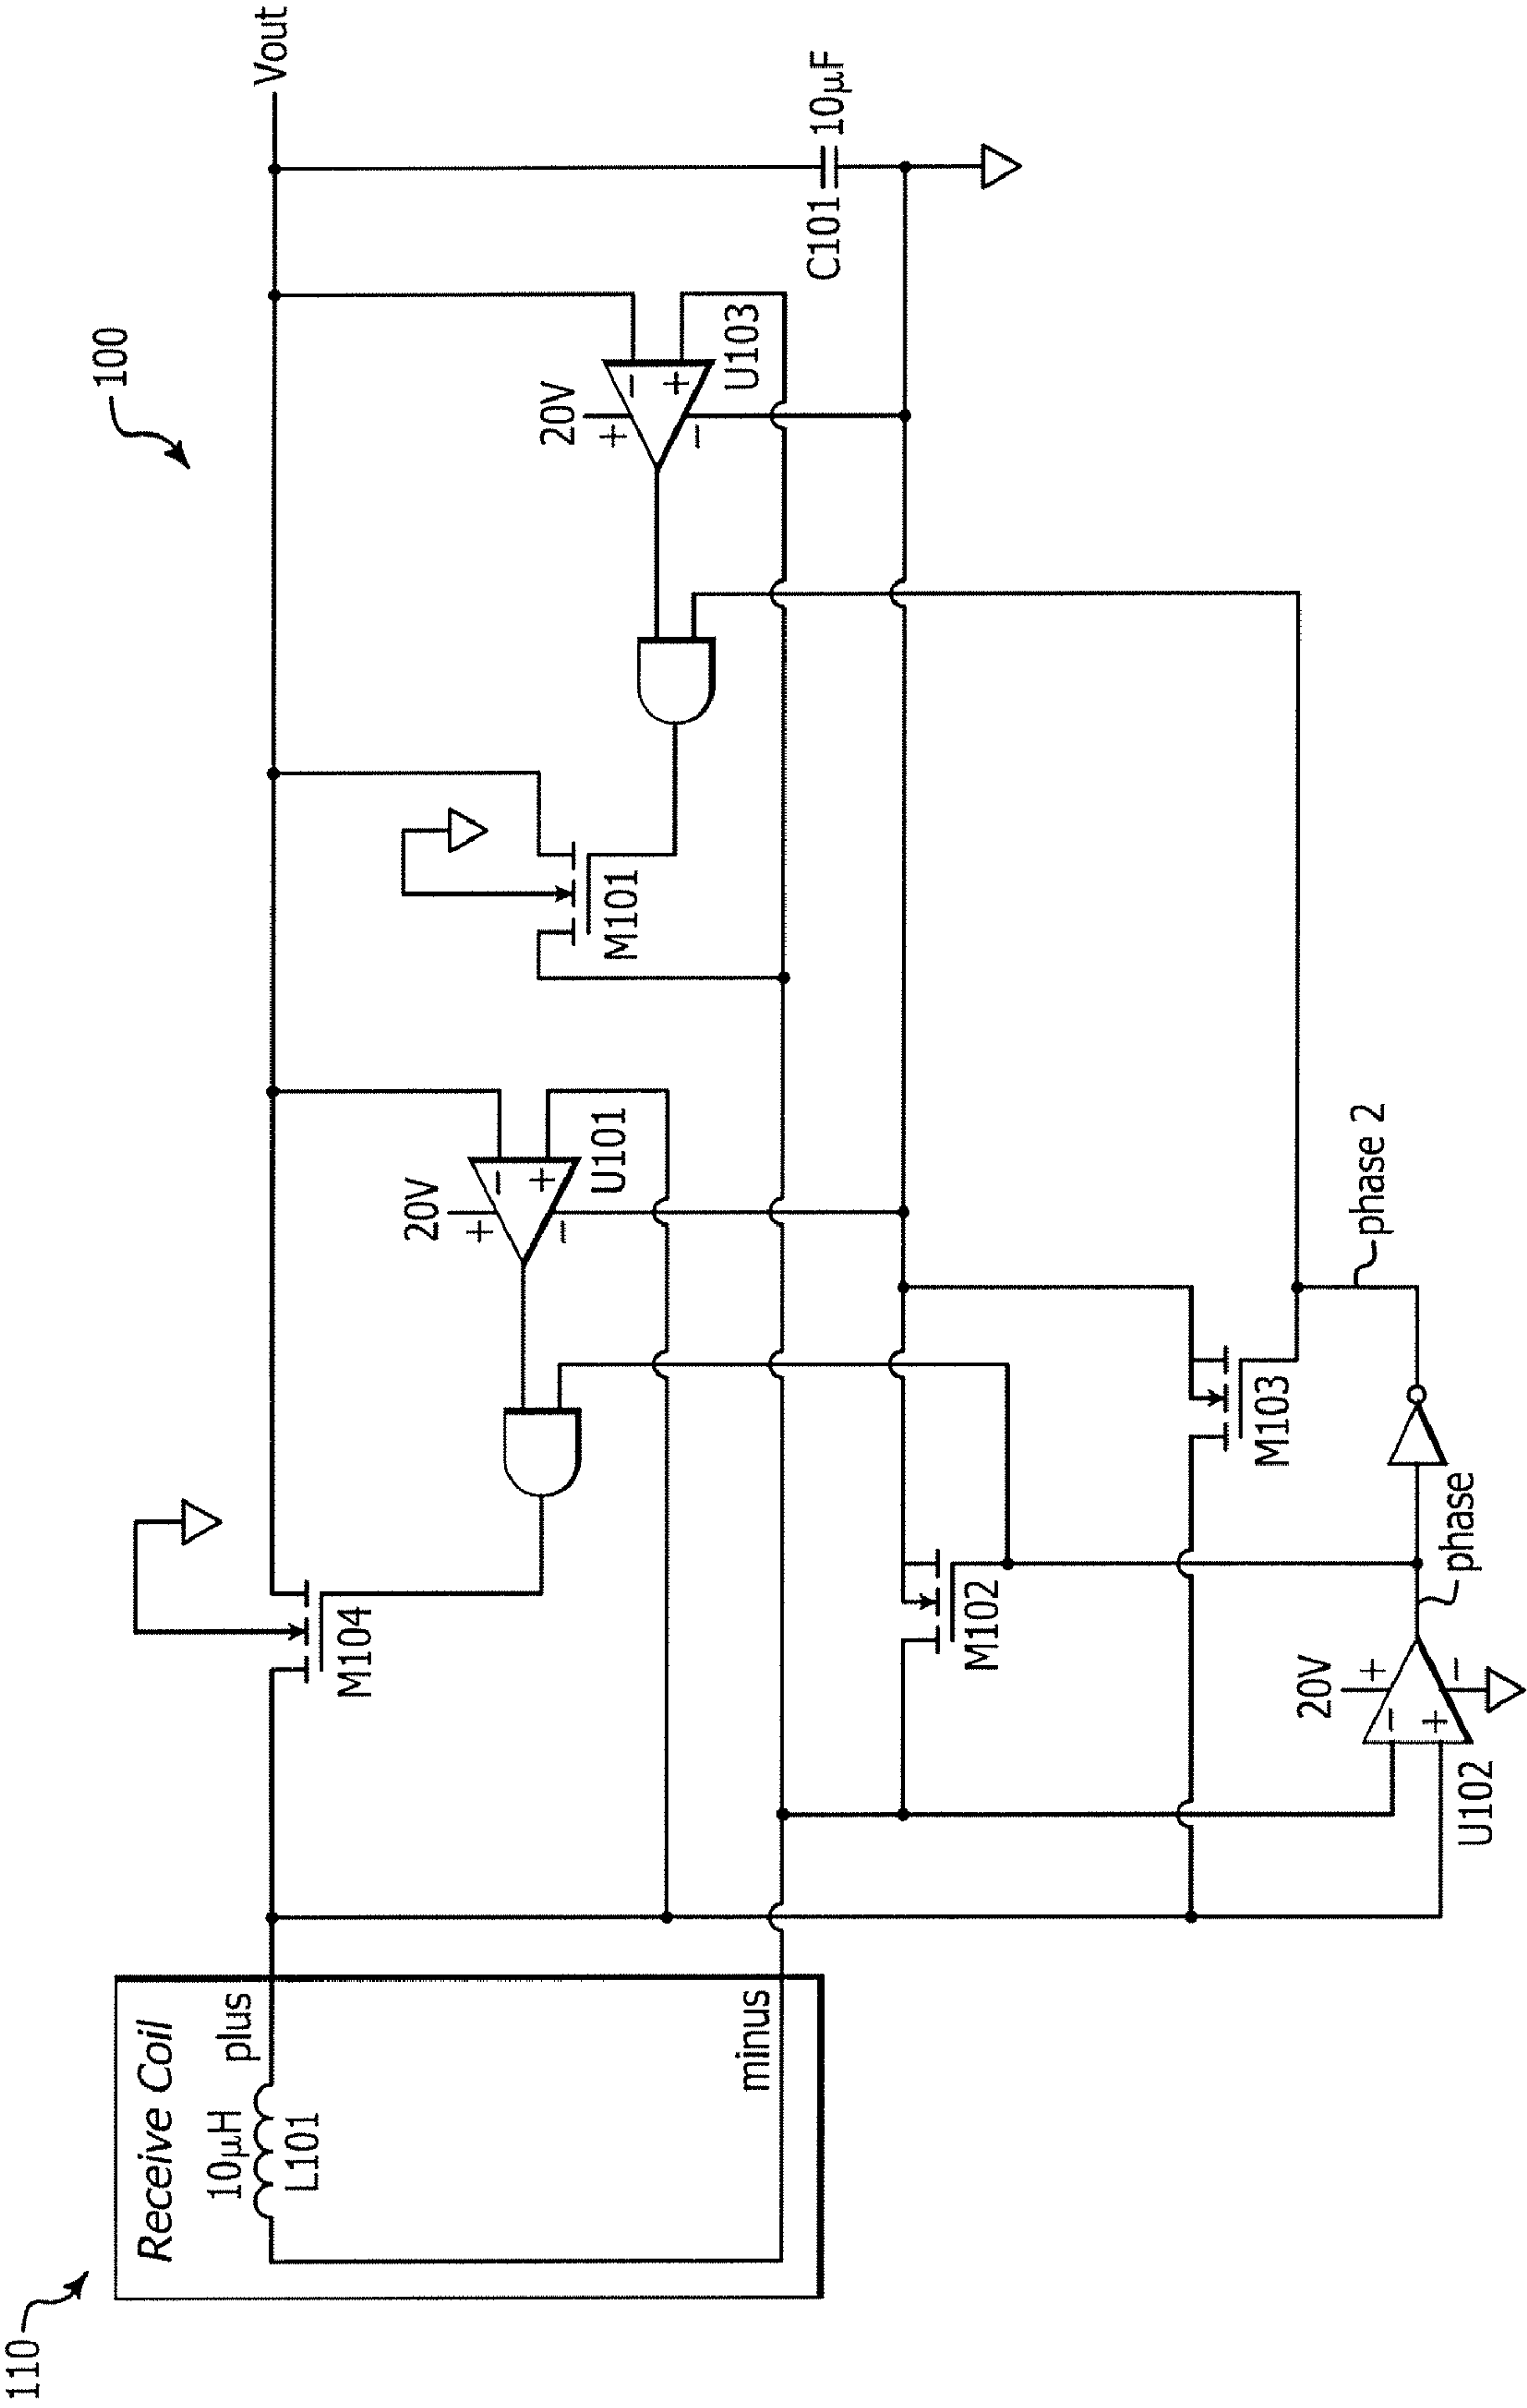 110
Receive Coil
10µH
L101
plus
minus
100
Vout
M104
20V
+
−
−
+
U101
M101
20V
+
−
−
+
U103
C101
10µF
M102
M103
20V
+
−
−
+
U102
phase
phase 2